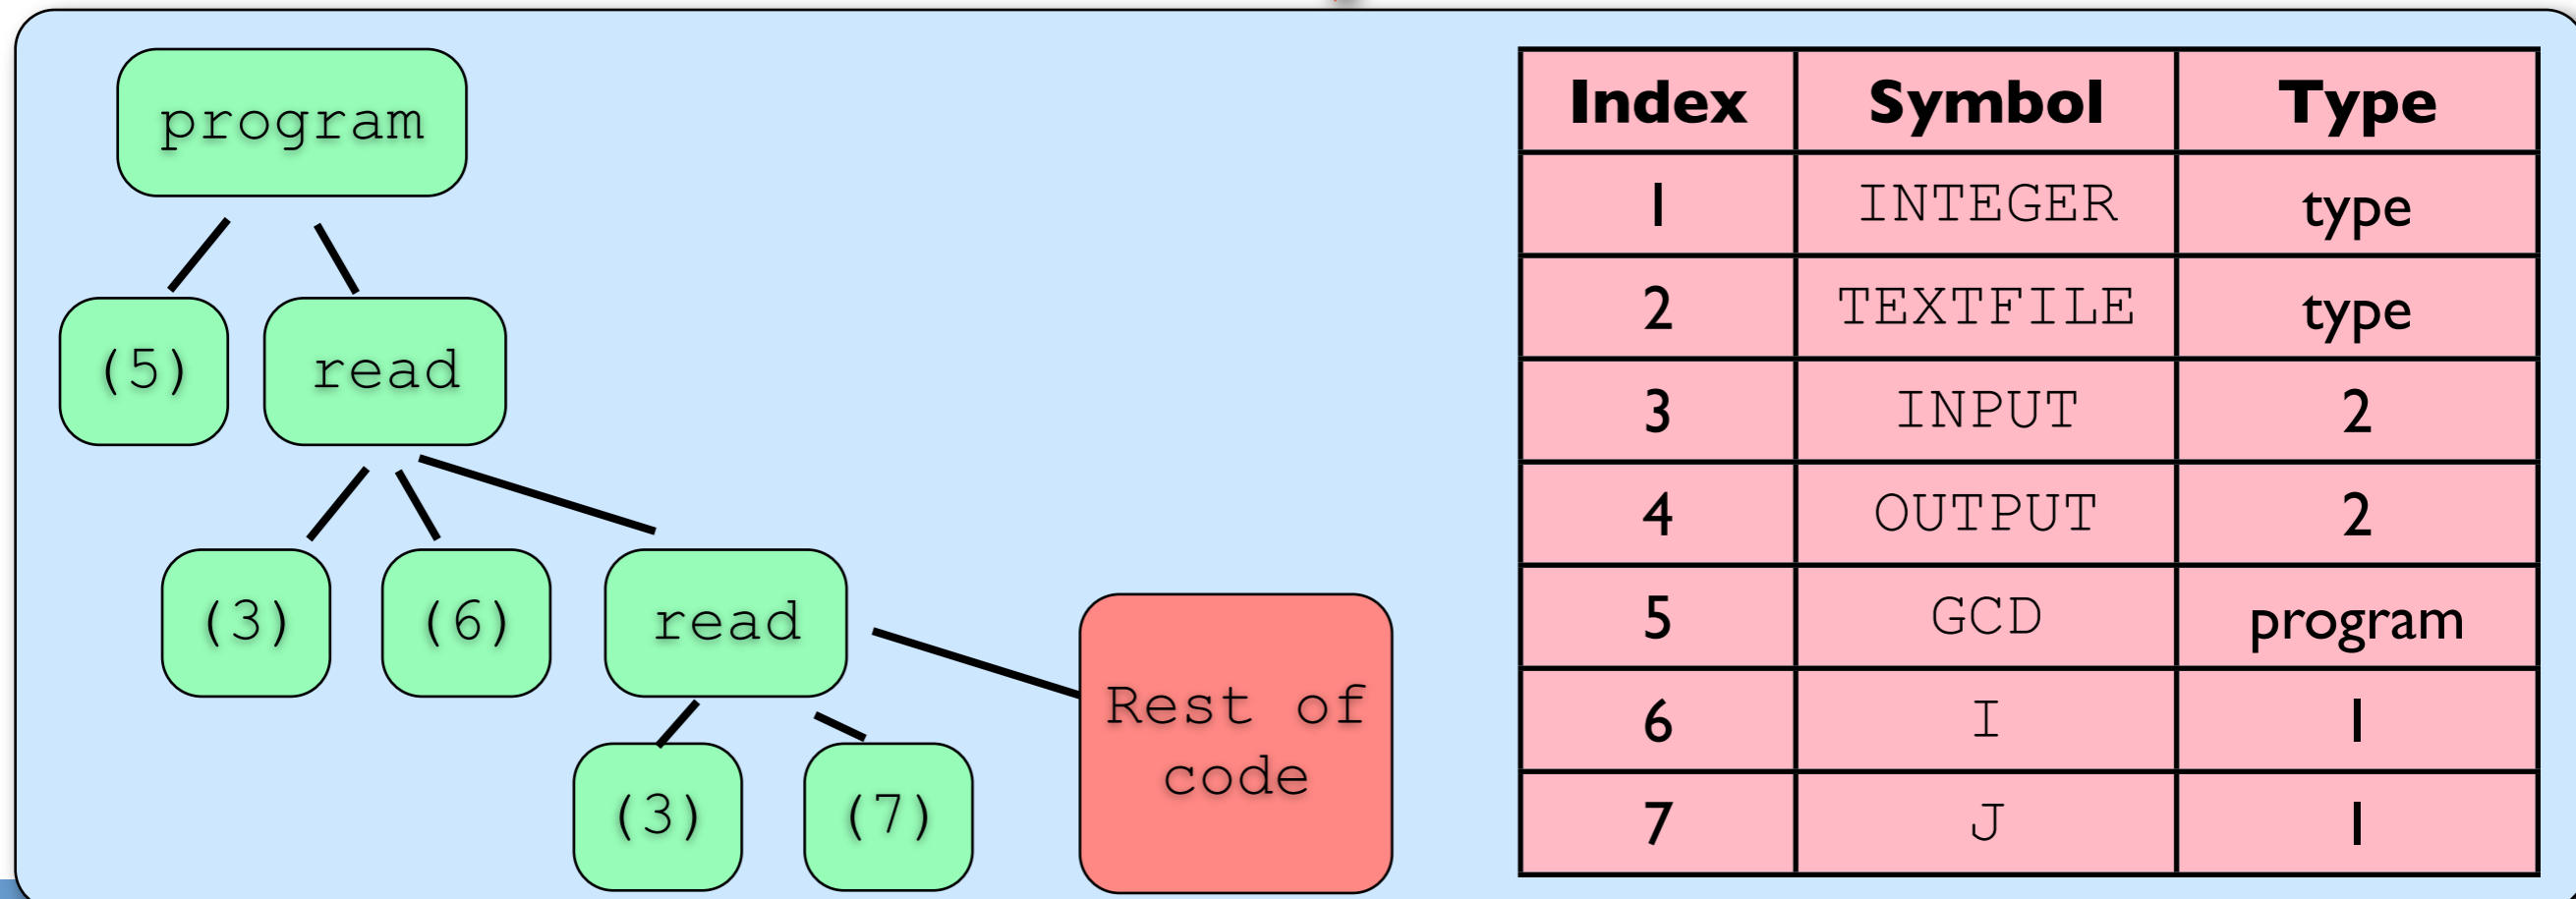 program
(5)
read
(3)
(6)
read
(3)
(7)
Rest of
code
Index Symbol Type
1 INTEGER type
2 TEXTFILE type
3 INPUT 2
4 OUTPUT 2
5 GCD program
6 I 1
7 J 1